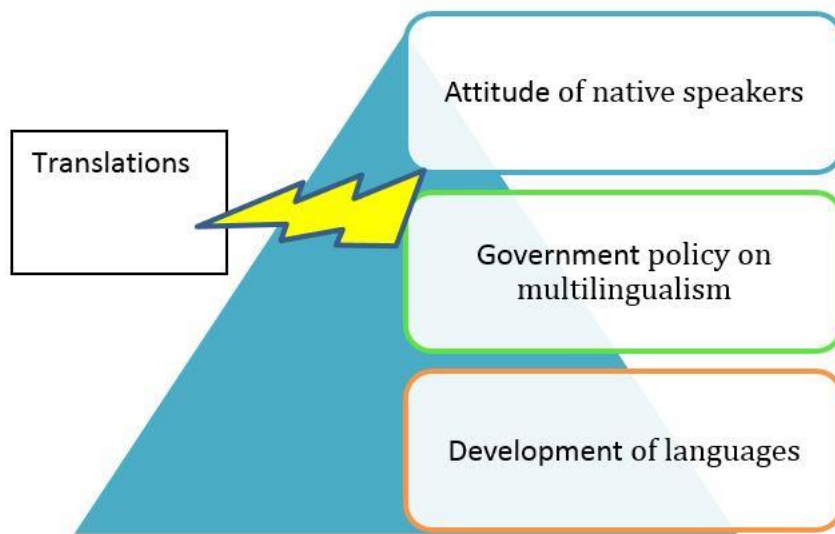 Attitude of native speakers
Translations
Government policy on
multilingualism
Development of languages